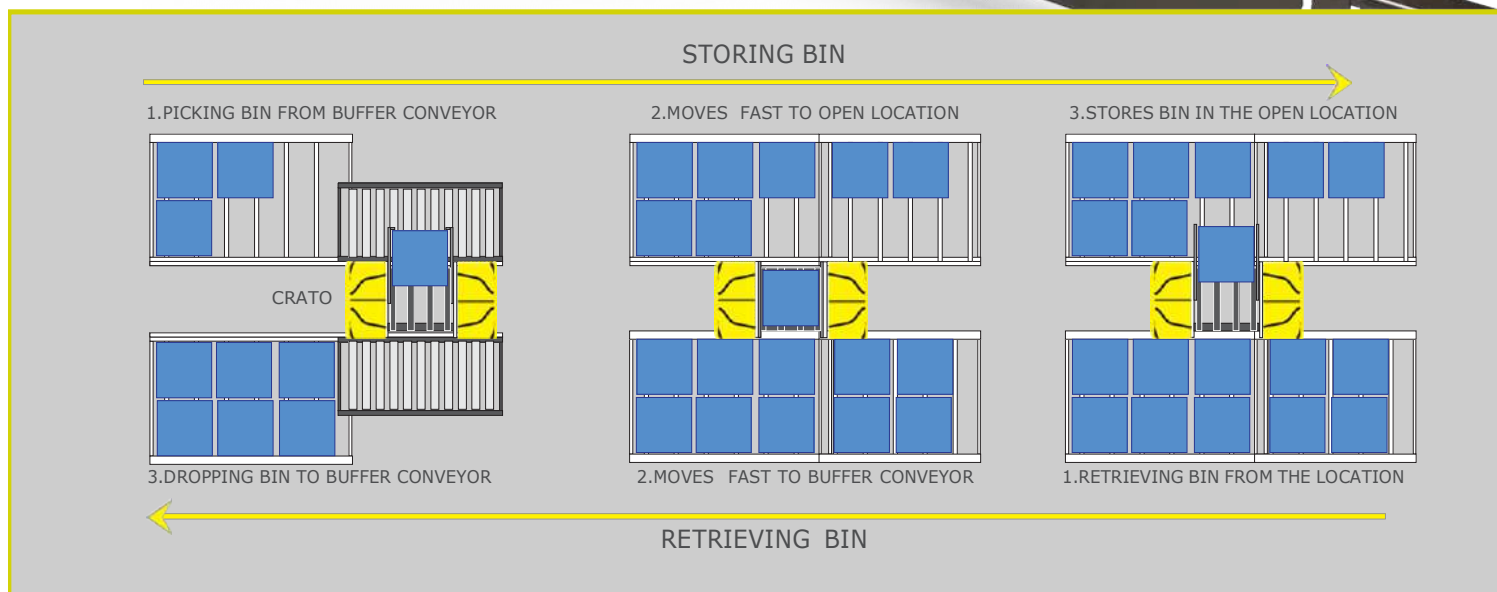 STORING BIN
1.PICKING BIN FROM BUFFER CONVEYOR
2.MOVES FAST TO OPEN LOCATION
3.STORES BIN IN THE OPEN LOCATION
CRATO
3.DROPPING BIN TO BUFFER CONVEYOR
2.MOVES FAST TO BUFFER CONVEYOR
1.RETRIEVING BIN FROM THE LOCATION
RETRIEVING BIN